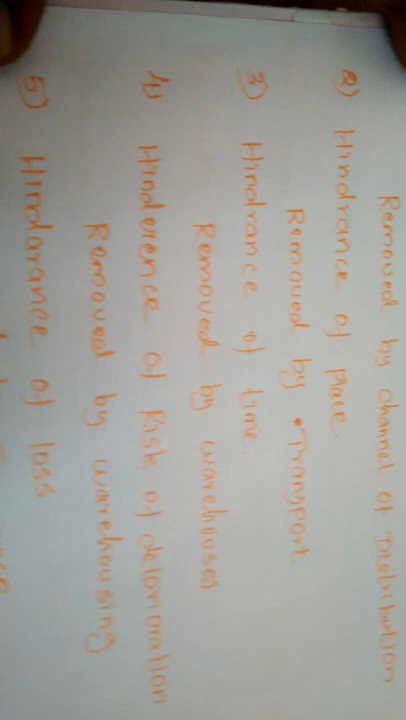 Removed by channel of Distribution
2) Hindrance of place.
Removed by Transport
3) Hindrance of time.
Removed by warehouses
4) Hinderence of Risk of detorioration
Removed by warehousing
5) Hindarance of loss